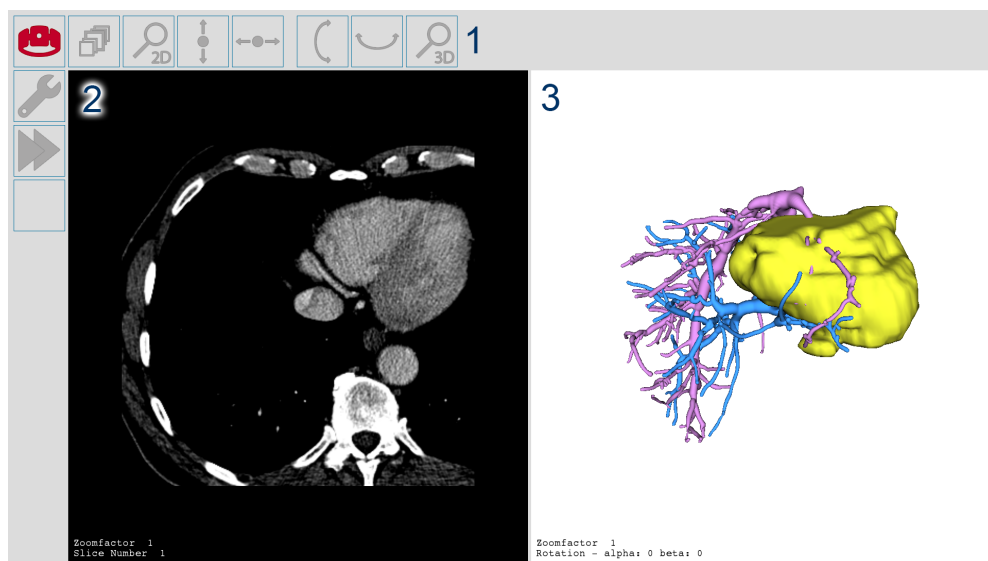 2D
3D
1
2
3
Zoomfactor 1
Slice Number 1
Zoomfactor 1
Rotation - alpha: 0 beta: 0